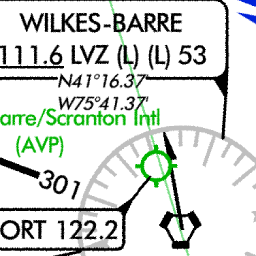 WILKES-BARRE
111.6 LVZ (L) (L) 53
N41°16.37'
W75°41.37'
arre/Scranton Intl
(AVP)
301
ORT 122.2